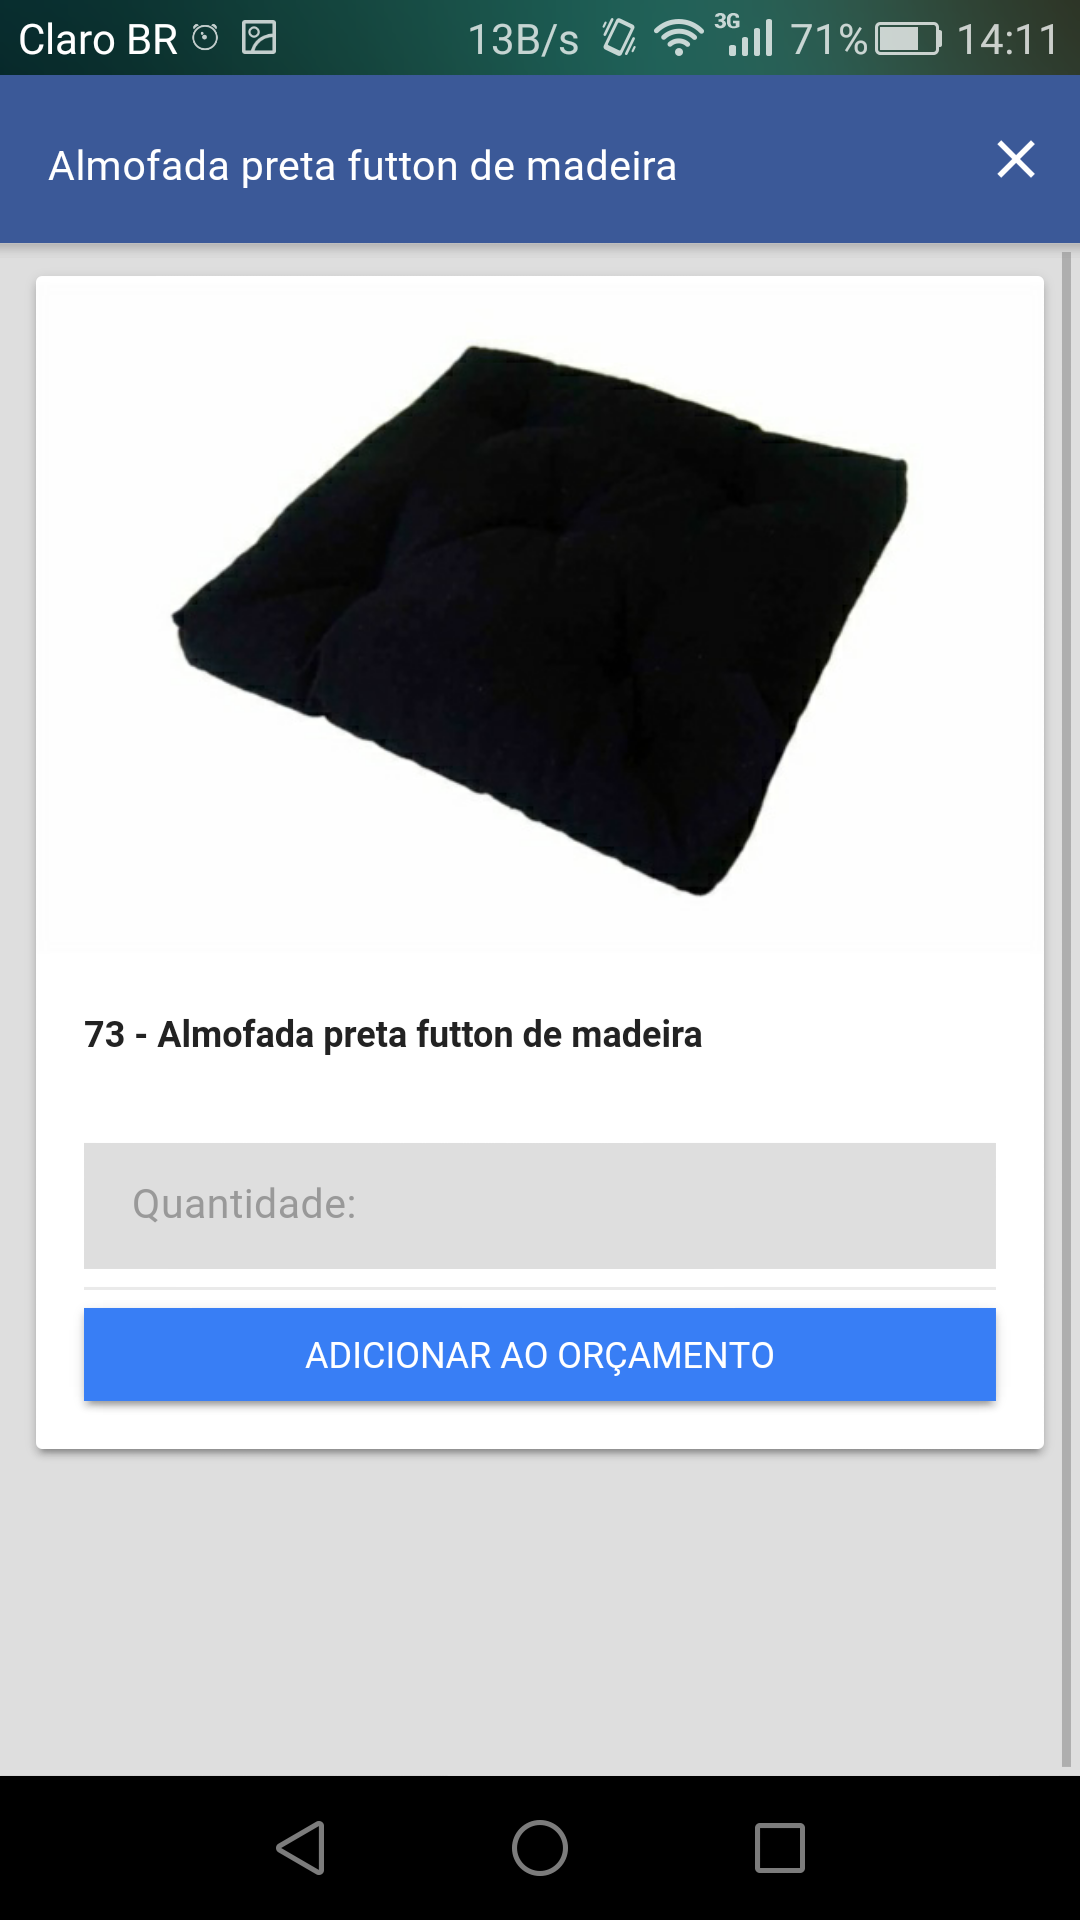 Claro BR 13B/s 3G 71% 14:11
Almofada preta futton de madeira
73 - Almofada preta futton de madeira
Quantidade:
ADICIONAR AO ORÇAMENTO